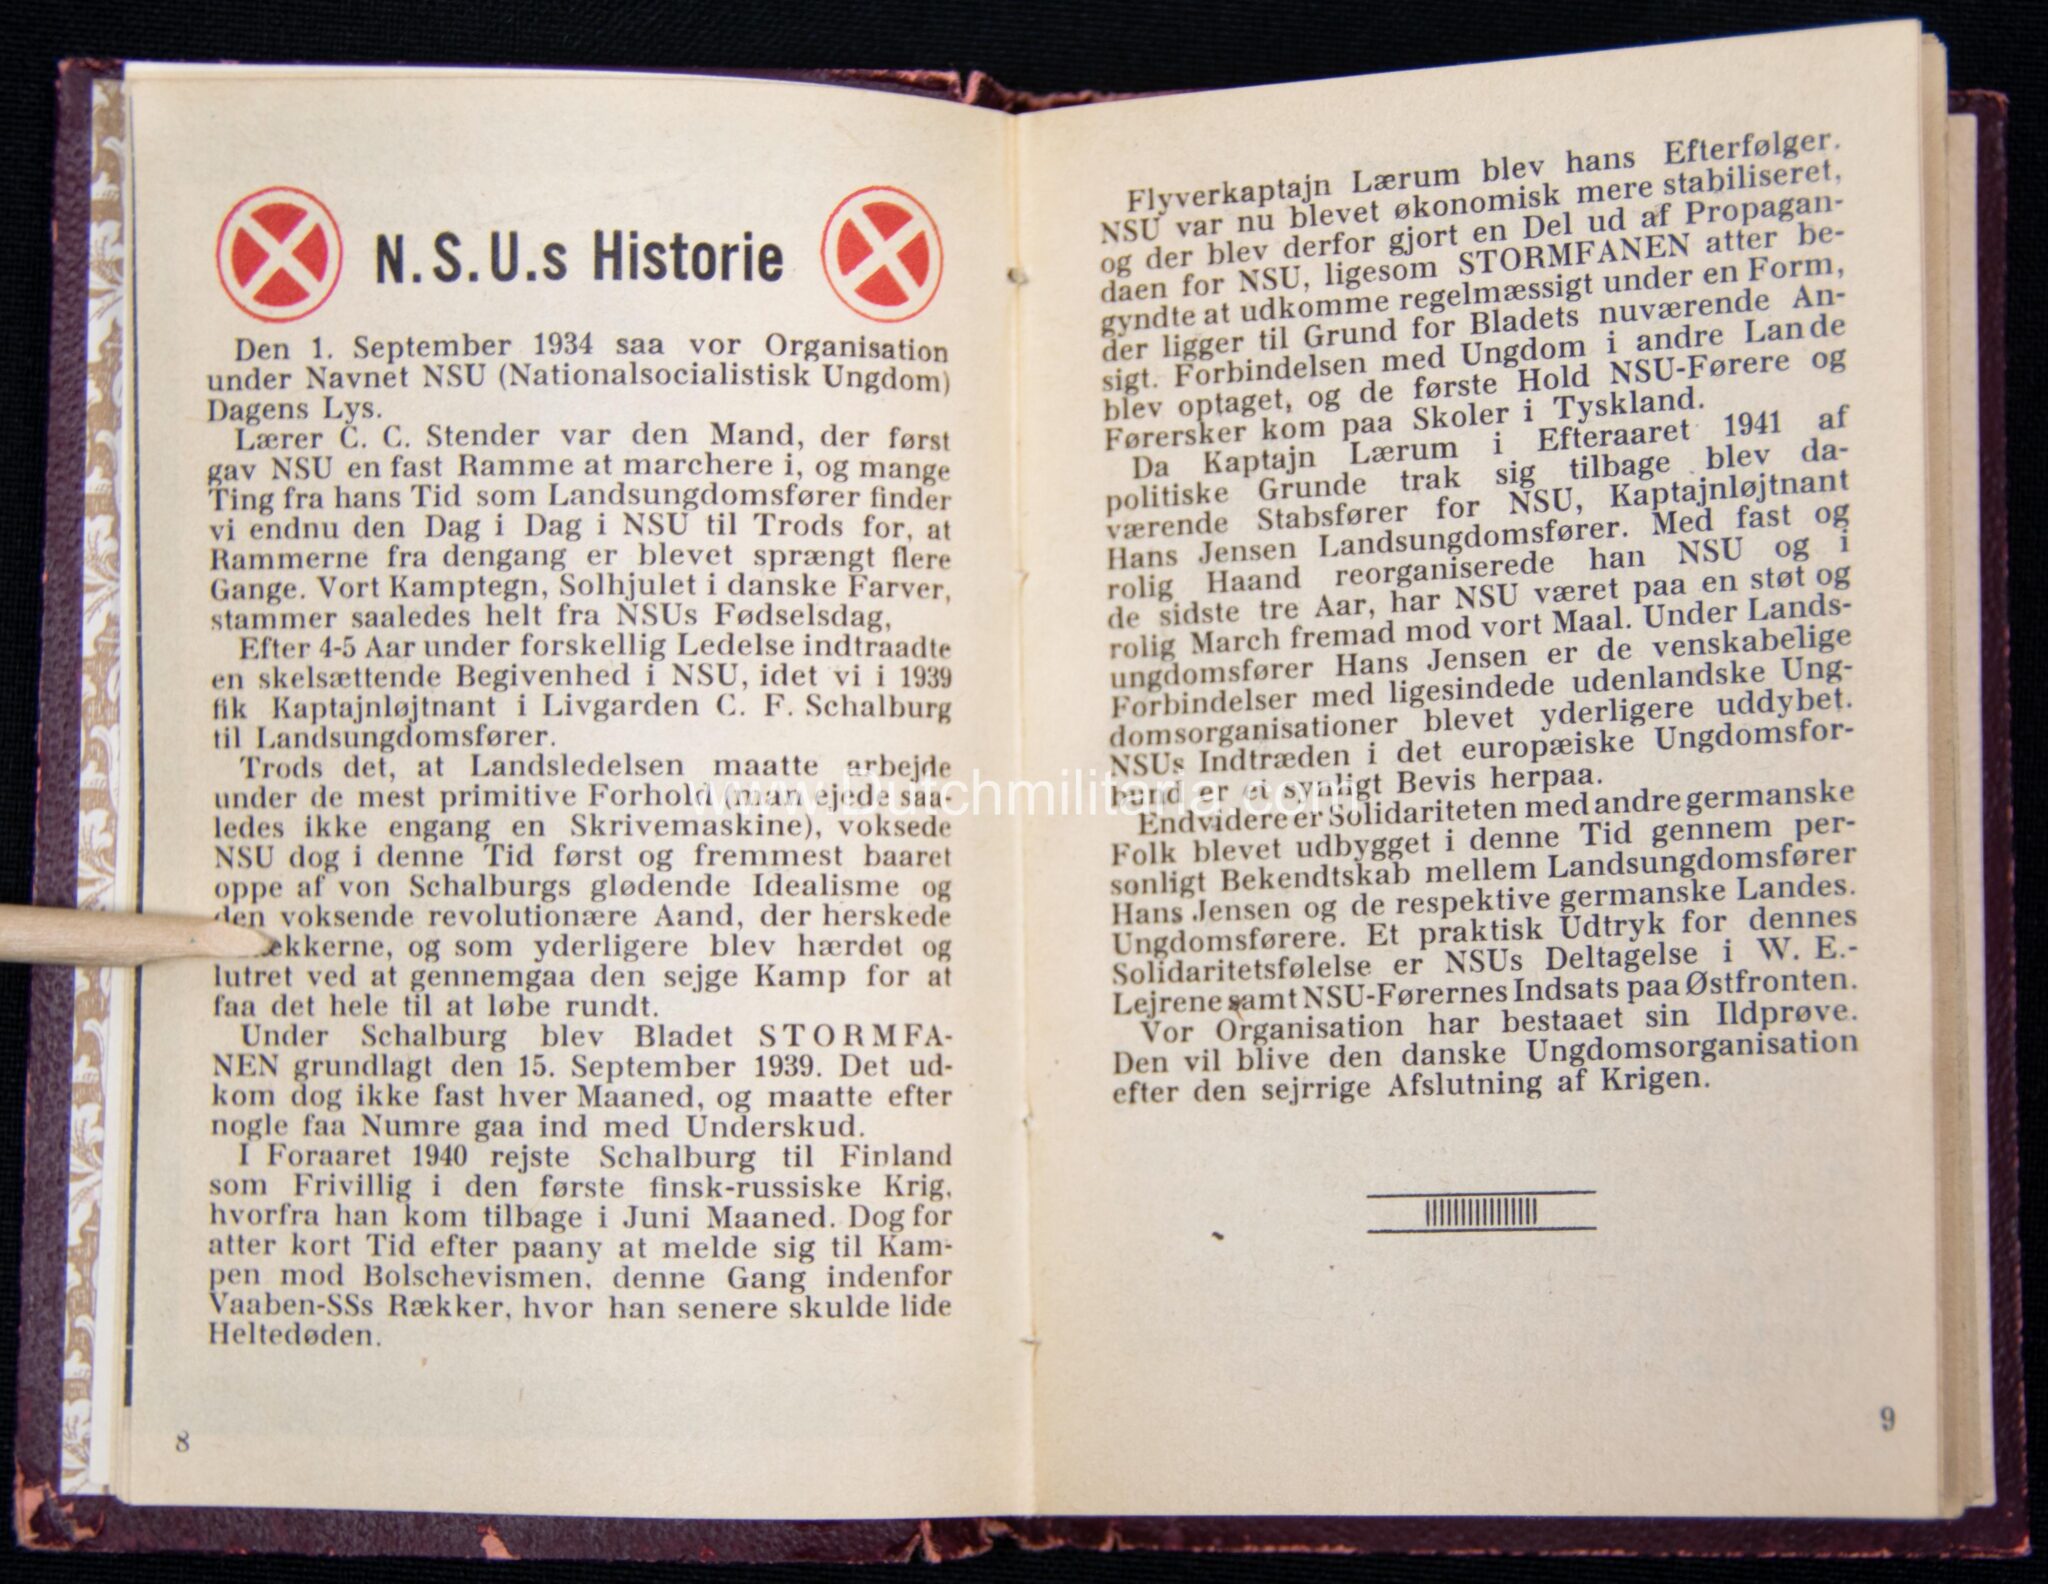 N.S.U.s Historie
Den 1. September 1934 saa vor Organisation
under Navnet NSU (Nationalsocialistisk Ungdom)
Dagens Lys.
Lærer C. C. Stender var den Mand, der først
gav NSU en fast Ramme at marchere i, og mange
Ting fra hans Tid som Landsungdomsfører finder
vi endnu den Dag i Dag i NSU til Trods for, at
Rammerne fra dengang er blevet sprængt flere
Gange. Vort Kamptegn, Solhjulet i danske Farver,
stammer saaledes helt fra NSUs Fødselsdag,
Efter 4-5 Aar under forskellig Ledelse indtraadte
en skelsættende Begivenhed i NSU, idet vi i 1939
fik Kaptajnløjtnant i Livgarden C. F. Schalburg
til Landsungdomsfører.
Trods det, at Landsledelsen maatte arbejde
under de mest primitive Forhold (man ejede saa-
ledes ikke engang en Skrivemaskine), voksede
NSU dog i denne Tid først og fremmest baaret
oppe af von Schalburgs glødende Idealisme og
den voksende revolutionære Aand, der herskede
ækkerne, og som yderligere blev hærdet og
lutret ved at gennemgaa den sejge Kamp for at
faa det hele til at løbe rundt.
Under Schalburg blev Bladet STORMFA-
NEN grundlagt den 15. September 1939. Det ud-
kom dog ikke fast hver Maaned, og maatte efter
nogle faa Numre gaa ind med Underskud.
I Foraaret 1940 rejste Schalburg til Finland
som Frivillig i den første finsk-russiske Krig,
hvorfra han kom tilbage i Juni Maaned. Dog for
atter kort Tid efter paany at melde sig til Kam-
pen mod Bolschevismen, denne Gang indenfor
Vaaben-SSs Rækker, hvor han senere skulde lide
Heltedøden.
8
Flyverkaptajn Lærum blev hans Efterfølger.
NSU var nu blevet økonomisk mere stabiliseret,
og der blev derfor gjort en Del ud af Propagan-
daen for NSU, ligesom STORMFANEN atter be-
gyndte at udkomme regelmæssigt under en Form,
der ligger til Grund for Bladets nuværende An-
sigt. Forbindelsen med Ungdom i andre Lande
blev optaget, og de første Hold NSU-Førere og
Førersker kom paa Skoler i Tyskland.
Da Kaptajn Lærum i Efteraaret 1941 af
politiske Grunde trak sig tilbage blev da-
værende Stabsfører for NSU, Kaptajnløjtnant
Hans Jensen Landsungdomsfører. Med fast og
rolig Haand reorganiserede han NSU og i
de sidste tre Aar, har NSU været paa en støt og
rolig March fremad mod vort Maal. Under Lands-
ungdomsfører Hans Jensen er de venskabelige
Forbindelser med ligesindede udenlandske Ung-
domsorganisationer blevet yderligere uddybet.
NSUs Indtræden i det europæiske Ungdomsfor-
bund er et synligt Bevis herpaa.
Endvidere er Solidariteten med andre germanske
Folk blevet udbygget i denne Tid gennem per-
sonligt Bekendtskab mellem Landsungdomsfører
Hans Jensen og de respektive germanske Landes.
Ungdomsførere. Et praktisk Udtryk for dennes
Solidaritetsfølelse er NSUs Deltagelse i W. E.-
Lejrene samt NSU-Førernes Indsats paa Østfronten.
Vor Organisation har bestaaet sin Ildprøve.
Den vil blive den danske Ungdomsorganisation
efter den sejrrige Afslutning af Krigen.
9
www.Dutchmilitaria.com